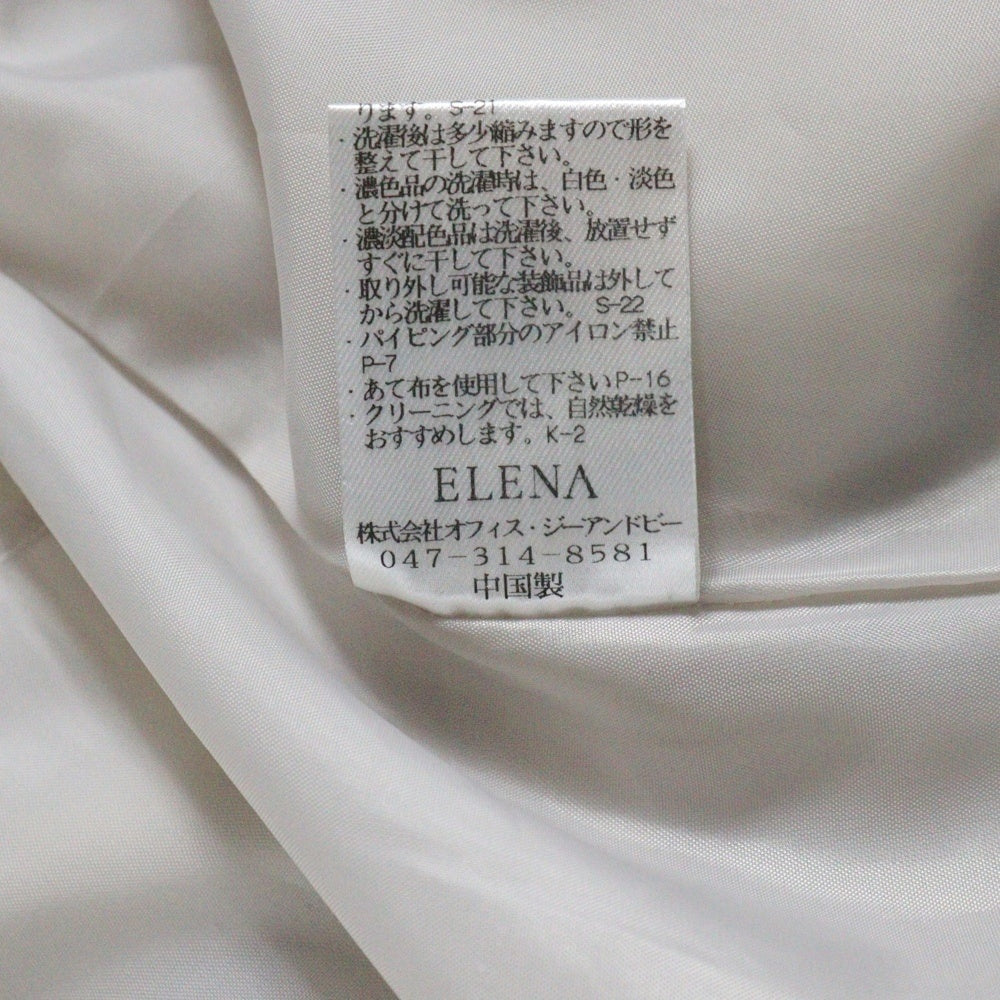 ります。S-21
・洗濯後は多少縮みますので形を
整えて干して下さい。
・濃色品の洗濯時は、白色・淡色
と分けて洗って下さい。
・濃淡配色品は洗濯後、放置せず
すぐに干して下さい。
・取り外し可能な装飾品は外して
から洗濯して下さい。S-22
・パイピング部分のアイロン禁止
P-7
・あて布を使用して下さいP-16
・クリーニングでは、自然乾燥を
おすすめします。K-2
ELENA
株式会社オフィス・ジーアンドビー
047-314-8581
中国製